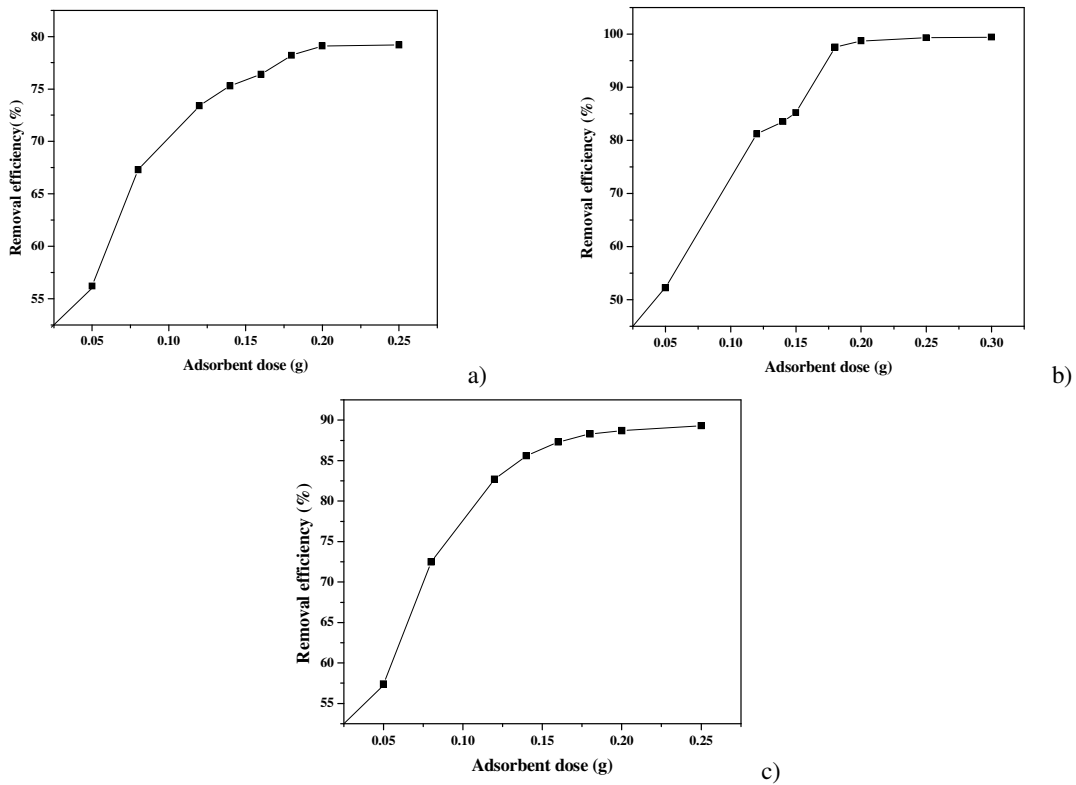 80
75
70
65
60
55
Removal efficiency(%)
0.05 0.10 0.15 0.20 0.25
Adsorbent dose (g)
a)
100
90
80
70
60
50
Removal efficiency (%)
0.05 0.10 0.15 0.20 0.25 0.30
Adsorbent dose (g)
b)
90
85
80
75
70
65
60
55
Removal efficiency (%)
0.05 0.10 0.15 0.20 0.25
Adsorbent dose (g)
c)